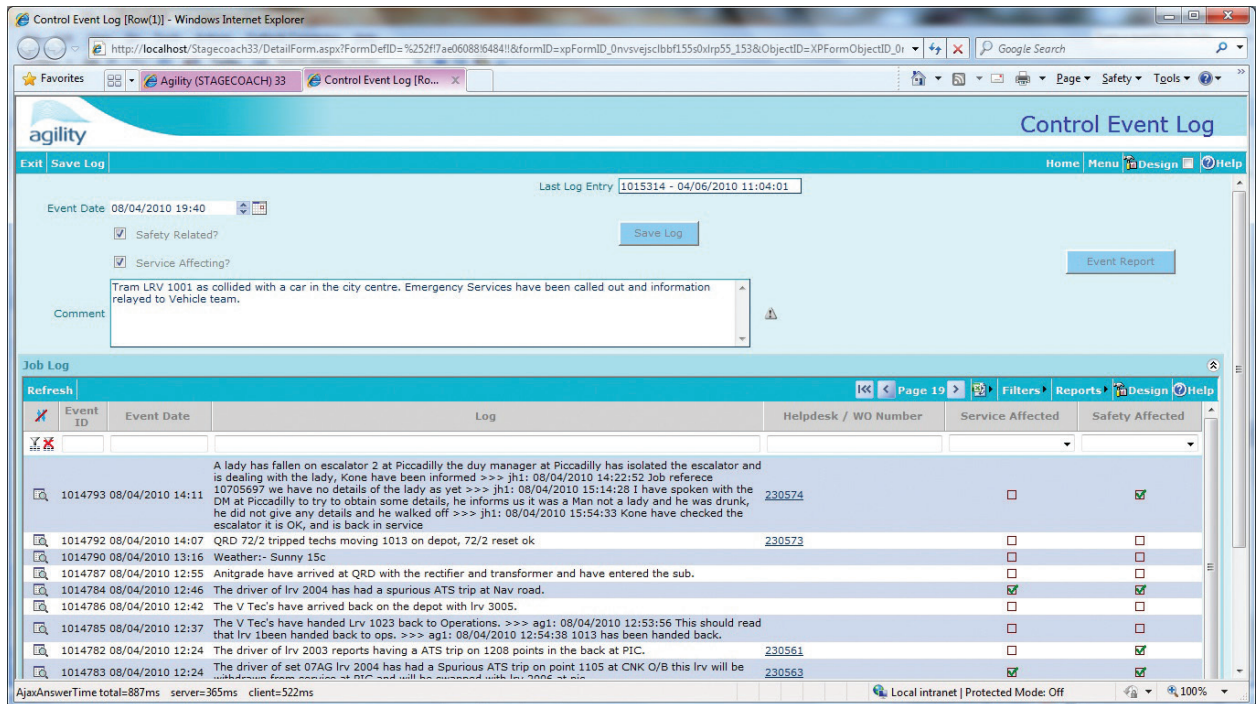 Control Event Log [Row(1)] - Windows Internet Explorer
http://localhost/Stagecoach33/DetailForm.aspx?FormDefID=%252f!7ae06088!6484!!&formID=xpFormID_0nvsvejsclbbf155s0xlrp55_153&ObjectID=XPFormObjectID_0r
Google Search
Favorites
Agility (STAGECOACH) 33
Control Event Log [Ro...
Page
Safety
Tools
agility
Control Event Log
Exit
Save Log
Home
Menu
Design
Help
Last Log Entry 1015314 - 04/06/2010 11:04:01
Event Date 08/04/2010 19:40
Safety Related?
Save Log
Service Affecting?
Event Report
Comment
Tram LRV 1001 as collided with a car in the city centre. Emergency Services have been called out and information
relayed to Vehicle team.
Job Log
Refresh
Page 19
Filters
Reports
Design
Help
Event ID
Event Date
Log
Helpdesk / WO Number
Service Affected
Safety Affected
A lady has fallen on escalator 2 at Piccadilly the duy manager at Piccadilly has isolated the escalator and
is dealing with the lady, Kone have been informed >>> jh1: 08/04/2010 14:22:52 Job referece
10705697 we have no details of the lady as yet >>> jh1: 08/04/2010 15:14:28 I have spoken with the
1014793 08/04/2010 14:11 DM at Piccadilly to try to obtain some details, he informs us it was a Man not a lady and he was drunk, 230574
he did not give any details and he walked off >>> jh1: 08/04/2010 15:54:33 Kone have checked the
escalator it is OK, and is back in service
1014792 08/04/2010 14:07 QRD 72/2 tripped techs moving 1013 on depot, 72/2 reset ok 230573
1014790 08/04/2010 13:16 Weather:- Sunny 15c
1014787 08/04/2010 12:55 Anitgrade have arrived at QRD with the rectifier and transformer and have entered the sub.
1014784 08/04/2010 12:46 The driver of lrv 2004 has had a spurious ATS trip at Nav road.
1014786 08/04/2010 12:42 The V Tec's have arrived back on the depot with lrv 3005.
1014785 08/04/2010 12:37 The V Tec's have handed Lrv 1023 back to Operations. >>> ag1: 08/04/2010 12:53:56 This should read
that lrv 1been handed back to ops. >>> ag1: 08/04/2010 12:54:38 1013 has been handed back.
1014782 08/04/2010 12:24 The driver of lrv 2003 reports having a ATS trip on 1208 points in the back at PIC. 230561
1014783 08/04/2010 12:24 The driver of set 07AG lrv 2004 has had a Spurious ATS trip on point 1105 at CNK O/B this lrv will be 230563
withdrawn from service at PIC and will be swapped with lrv 2006 at pic
AjaxAnswerTime total=887ms server=365ms client=522ms
Local intranet | Protected Mode: Off
100%